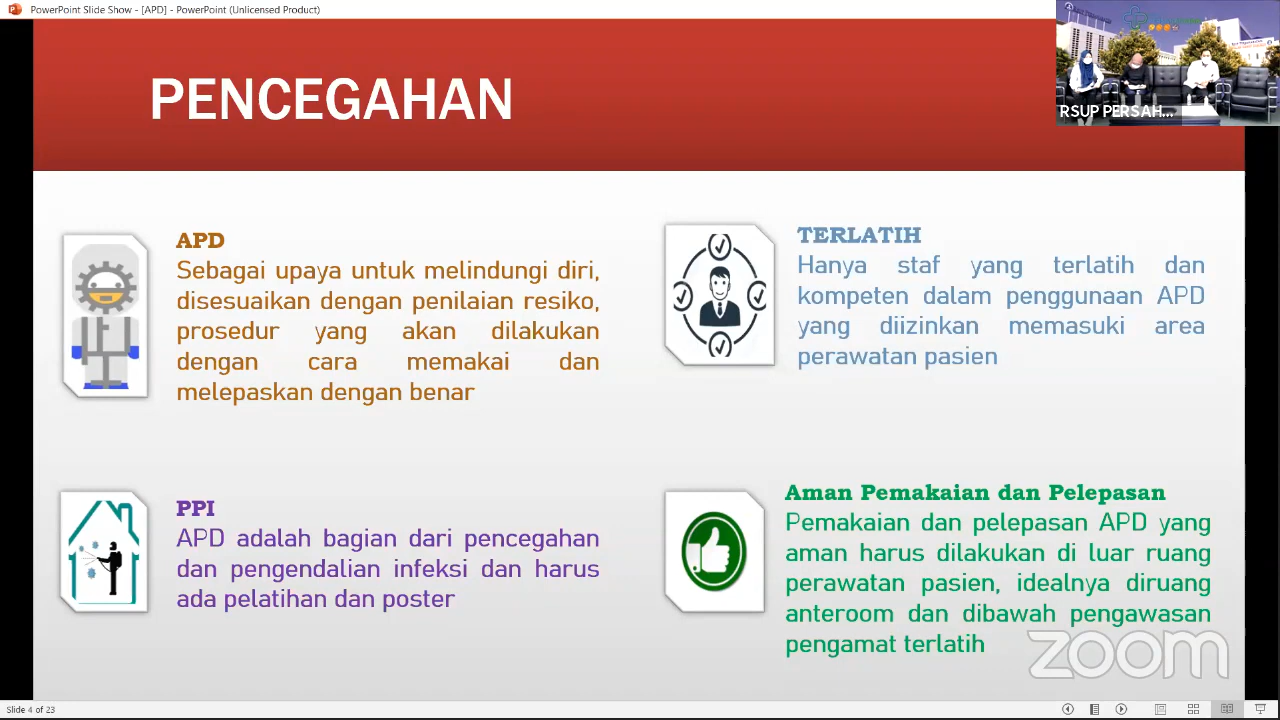 PowerPoint Slide Show - [APD] - PowerPoint (Unlicensed Product)
RSUP PERSAH...
PENCEGAHAN
APD
Sebagai upaya untuk melindungi diri,
disesuaikan dengan penilaian resiko,
prosedur yang akan dilakukan
dengan cara memakai dan
melepaskan dengan benar
TERLATIH
Hanya staf yang terlatih dan
kompeten dalam penggunaan APD
yang diizinkan memasuki area
perawatan pasien
PPI
APD adalah bagian dari pencegahan
dan pengendalian infeksi dan harus
ada pelatihan dan poster
Aman Pemakaian dan Pelepasan
Pemakaian dan pelepasan APD yang
aman harus dilakukan di luar ruang
perawatan pasien, idealnya diruang
anteroom dan dibawah pengawasan
pengamat terlatih
zoom
Slide 4 of 23